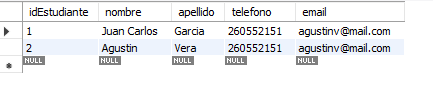 idEstudiante nombre apellido telefono email
1 Juan Carlos Garcia 260552151 agustinv@mail.com
2 Agustin Vera 260552151 agustinv@mail.com
NULL NULL NULL NULL NULL